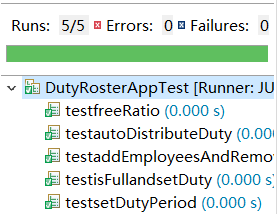 Runs: 5/5 Errors: 0 Failures: 0
DutyRosterAppTest [Runner: JU
testfreeRatio (0.000 s)
testautoDistributeDuty (0.00
testaddEmployeesAndRemo
testisFullandsetDuty (0.000 s)
testsetDutyPeriod (0.000 s)